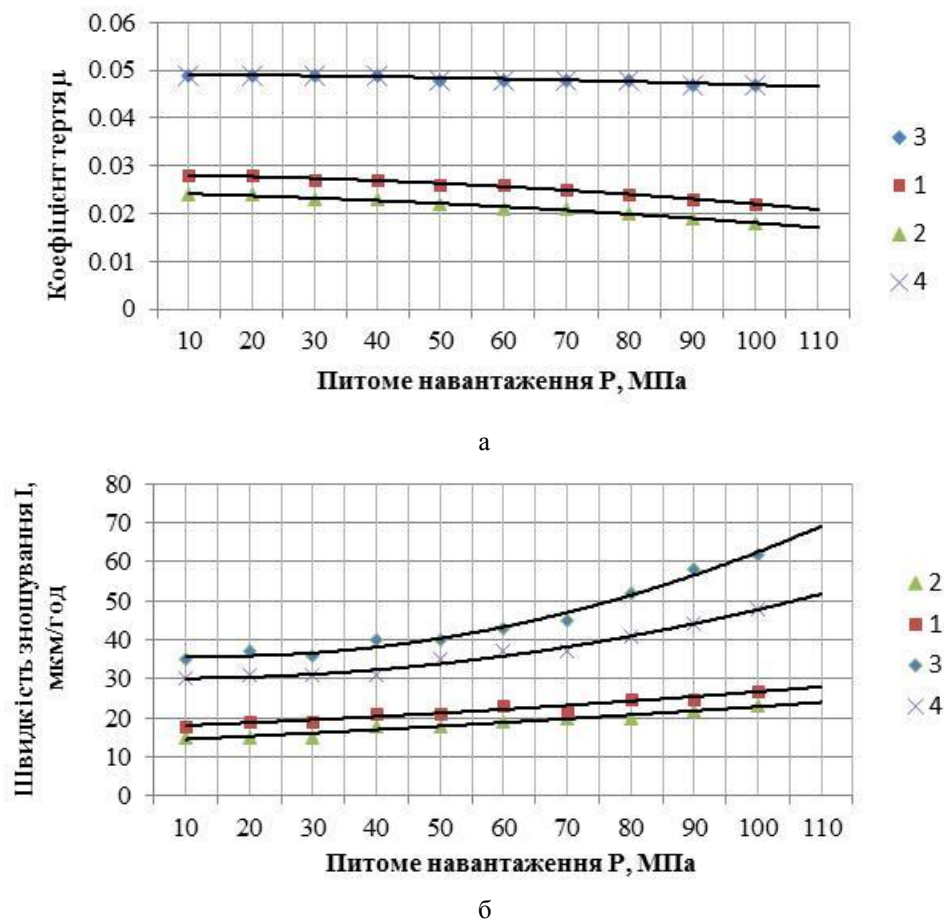 Коефіцієнт тертя μ
0.06
0.05
0.04
0.03
0.02
0.01
0
10 20 30 40 50 60 70 80 90 100 110
Питоме навантаження Р, МПа
3
1
2
4
а
Швидкість зношування І,
мкм/год
80
70
60
50
40
30
20
10
0
10 20 30 40 50 60 70 80 90 100 110
Питоме навантаження Р, МПа
2
1
3
4
б